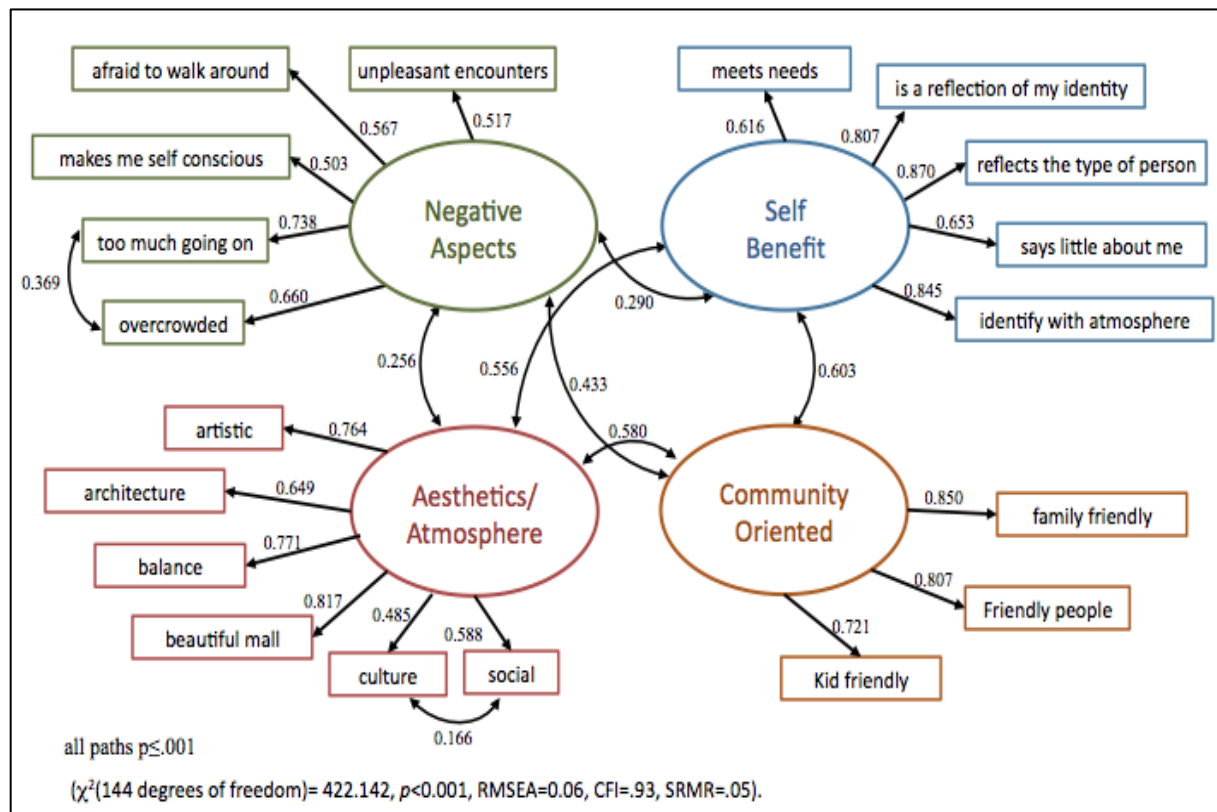 afraid to walk around
unpleasant encounters
meets needs
is a reflection of my identity
0.567
0.517
0.616
0.807
makes me self conscious
0.503
0.870
reflects the type of person
too much going on
0.738
Negative
Aspects
Self
Benefit
0.653
says little about me
0.369
overcrowded
0.660
0.290
0.845
identify with atmosphere
0.256
0.556
0.433
0.603
artistic
0.764
0.580
architecture
0.649
Aesthetics/
Atmosphere
Community
Oriented
0.850
family friendly
balance
0.771
0.807
Friendly people
beautiful mall
0.817
0.485
0.588
0.721
culture
social
Kid friendly
0.166
all paths p≤.001
(χ²(144 degrees of freedom)= 422.142, p<0.001, RMSEA=0.06, CFI=.93, SRMR=.05).